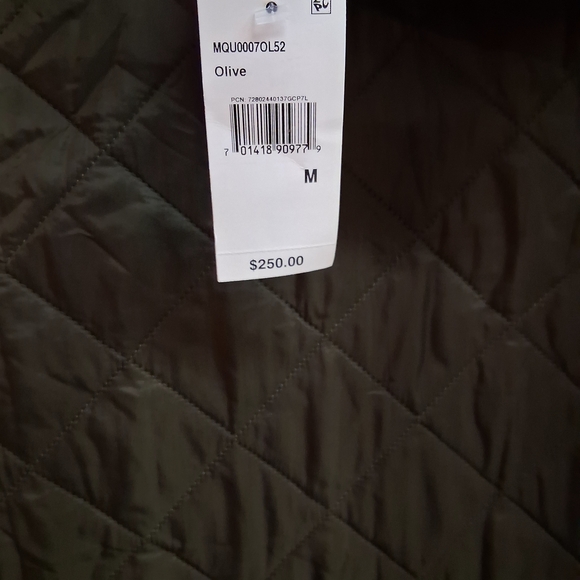 MQU0007OL52
Olive
PCN: 72802440137GCP7L
7 01418 90977 9
M
$250.00